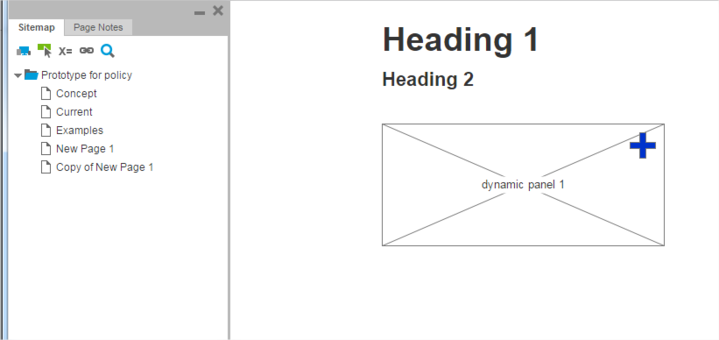 Sitemap
Page Notes
X=
Prototype for policy
Concept
Current
Examples
New Page 1
Copy of New Page 1
Heading 1
Heading 2
dynamic panel 1